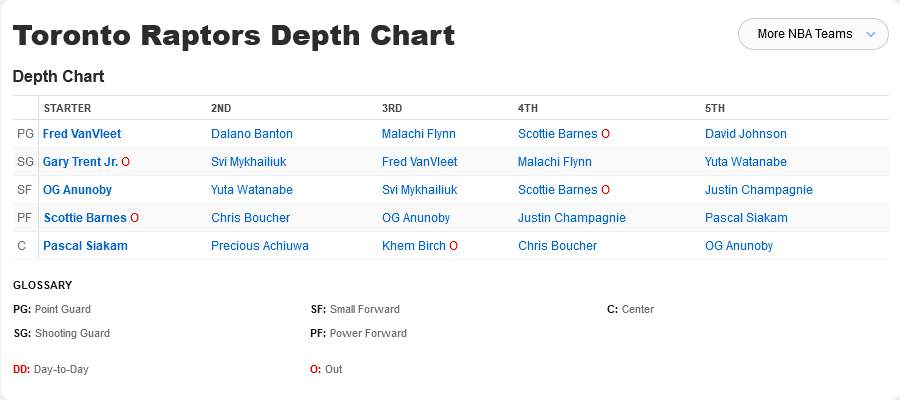 Toronto Raptors Depth Chart
More NBA Teams
Depth Chart
STARTER 2ND 3RD 4TH 5TH
PG Fred VanVleet Dalano Banton Malachi Flynn Scottie Barnes O David Johnson
SG Gary Trent Jr. O Svi Mykhailiuk Fred VanVleet Malachi Flynn Yuta Watanabe
SF OG Anunoby Yuta Watanabe Svi Mykhailiuk Scottie Barnes O Justin Champagnie
PF Scottie Barnes O Chris Boucher OG Anunoby Justin Champagnie Pascal Siakam
C Pascal Siakam Precious Achiuwa Khem Birch O Chris Boucher OG Anunoby
GLOSSARY
PG: Point Guard SF: Small Forward C: Center
SG: Shooting Guard PF: Power Forward
DD: Day-to-Day O: Out